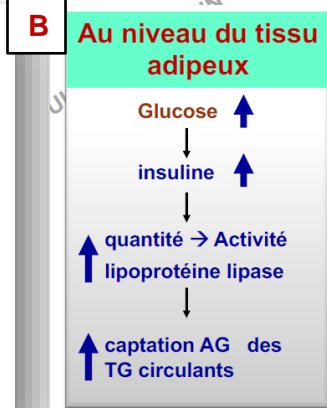 B
Au niveau du tissu
adipeux
Glucose
insuline
quantité → Activité
lipoprotéine lipase
captation AG des
TG circulants